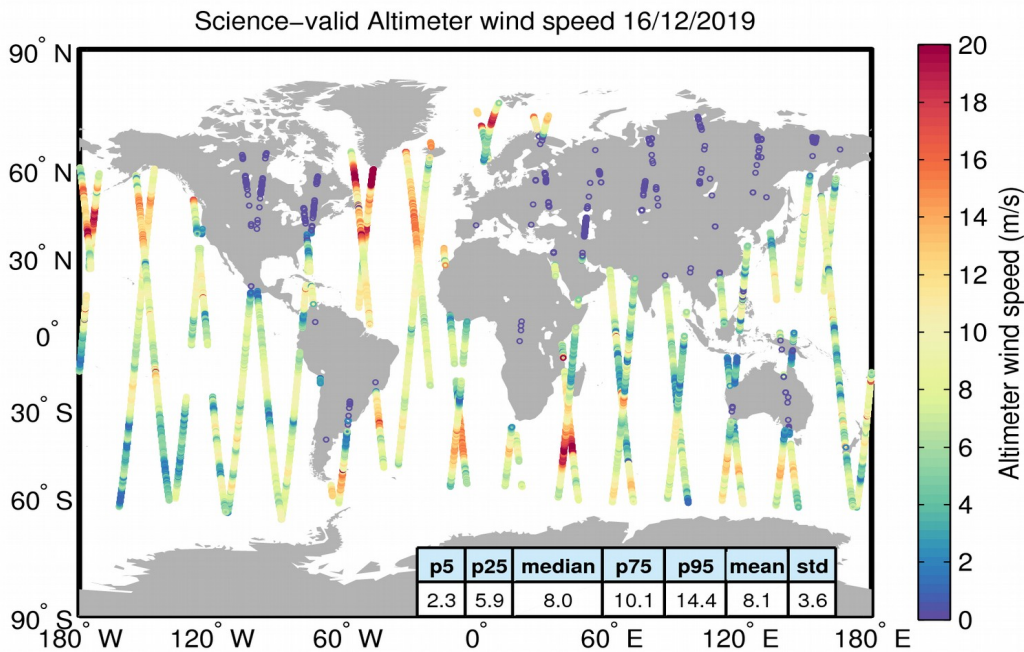 Science−valid Altimeter wind speed 16/12/2019
90° N
60° N
30° N
0°
30° S
60° S
90° S
180° W
120° W
60° W
0°
60° E
120° E
180° E
p5 p25 median p75 p95 mean std
2.3 5.9 8.0 10.1 14.4 8.1 3.6
20
18
16
14
12
10
8
6
4
2
0
Altimeter wind speed (m/s)